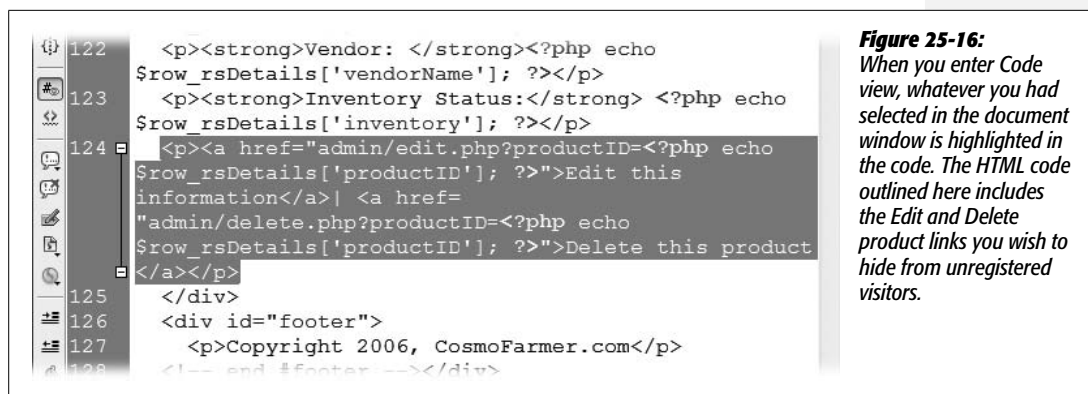 122 <p><strong>Vendor: </strong><?php echo
$row_rsDetails['vendorName']; ?></p>
123 <p><strong>Inventory Status:</strong> <?php echo
$row_rsDetails['inventory']; ?></p>
124 <p><a href="admin/edit.php?productID=<?php echo
$row_rsDetails['productID']; ?>">Edit this
information</a>| <a href=
"admin/delete.php?productID=<?php echo
$row_rsDetails['productID']; ?>">Delete this product
</a></p>
125 </div>
126 <div id="footer">
127 <p>Copyright 2006, CosmoFarmer.com</p>
128 <!-- end #footer --></div>
Figure 25-16:
When you enter Code
view, whatever you had
selected in the document
window is highlighted in
the code. The HTML code
outlined here includes
the Edit and Delete
product links you wish to
hide from unregistered
visitors.